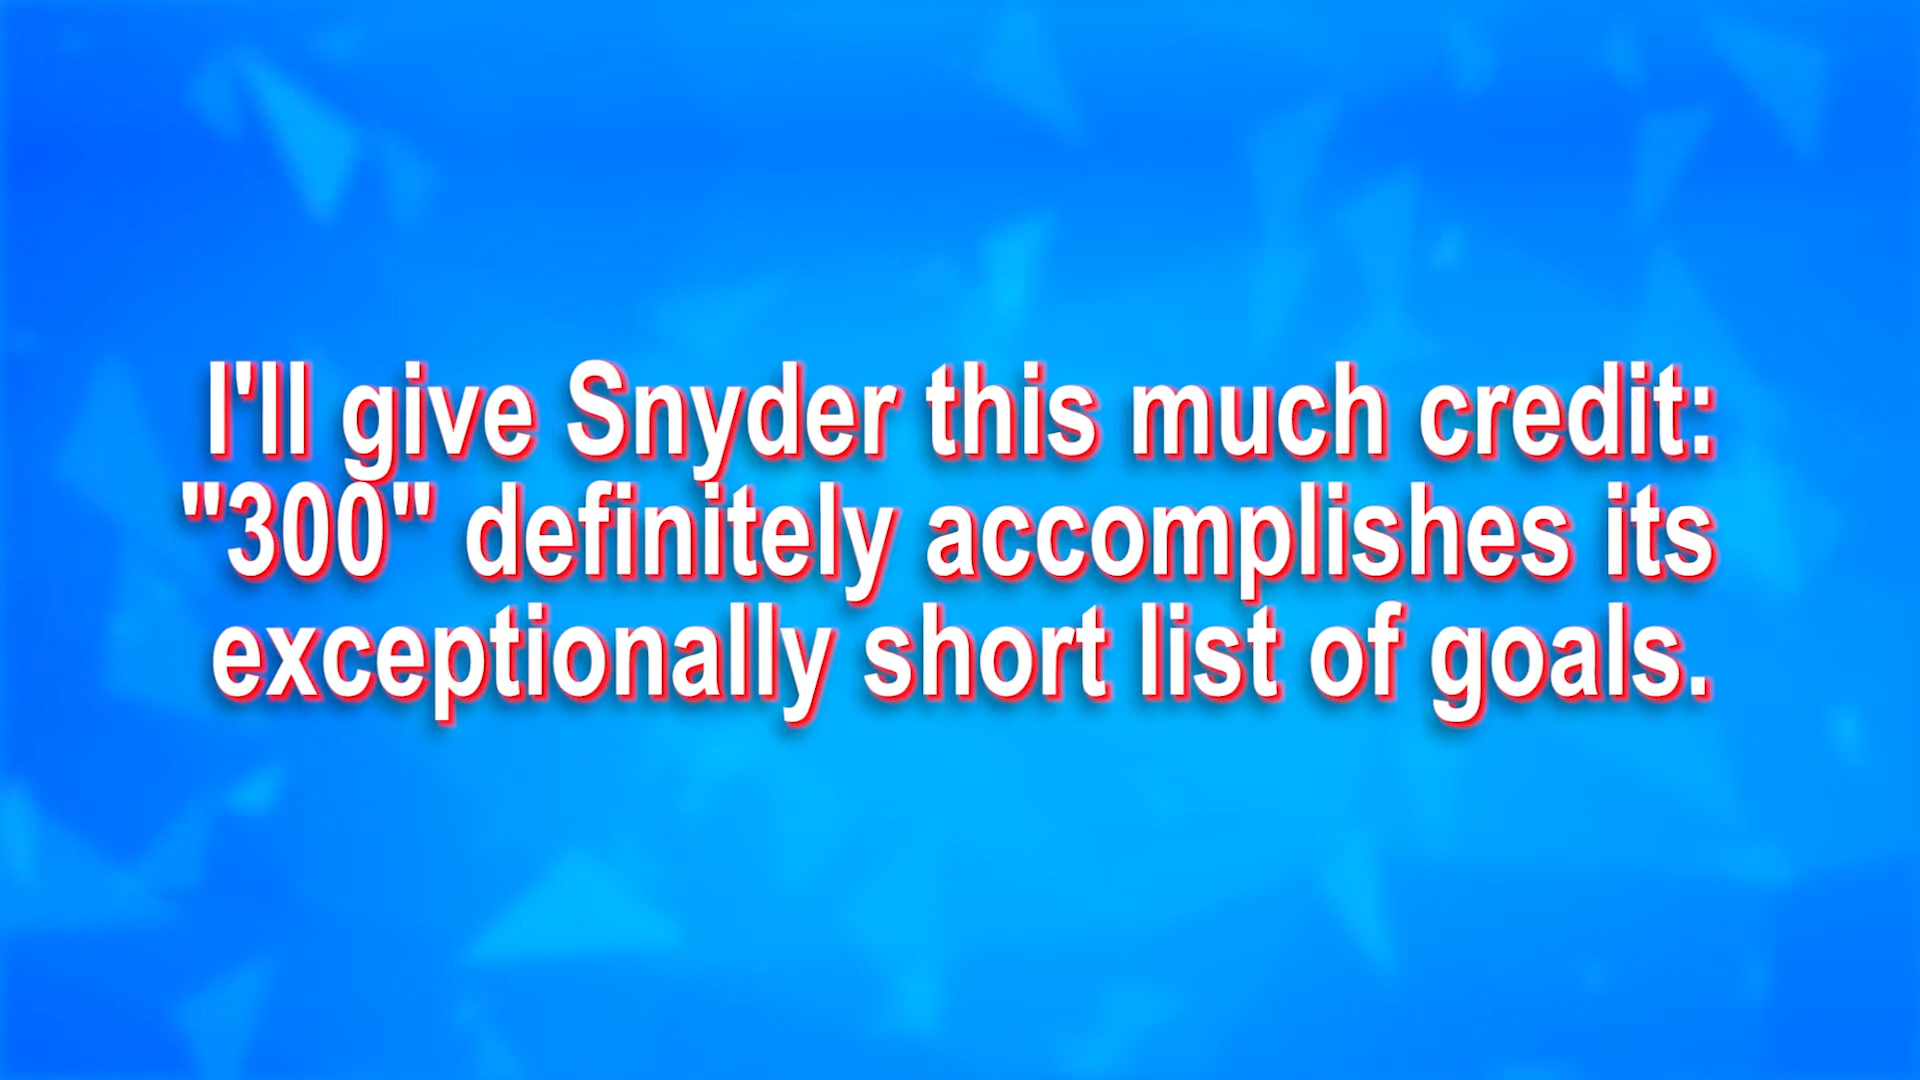 I'll give Snyder this much credit:
"300" definitely accomplishes its
exceptionally short list of goals.